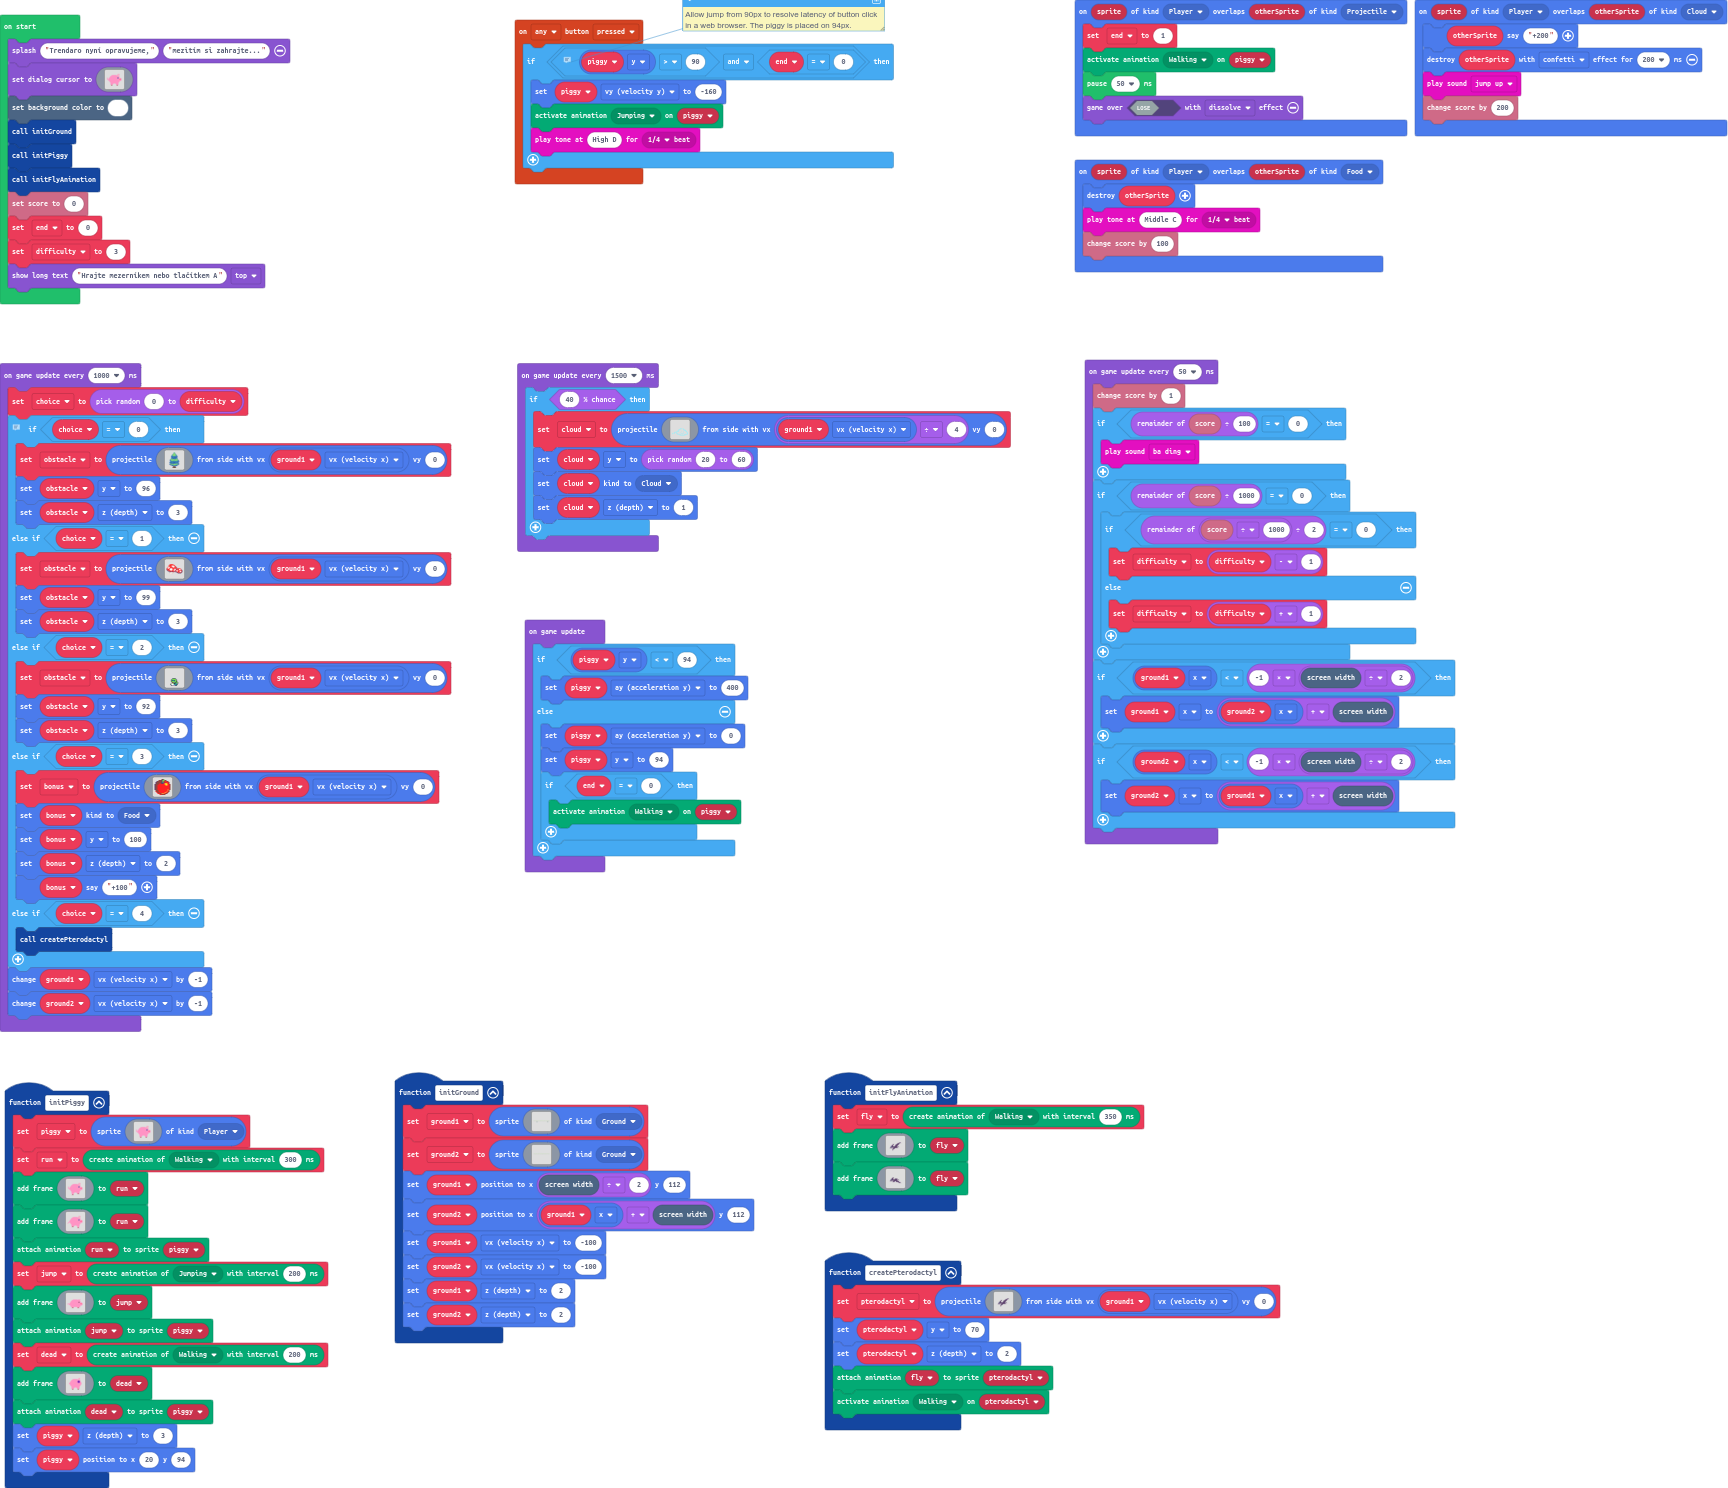 on start
splash "Trendaro nyní opravujeme," "mezitím si zahrajte..."
set dialog cursor to
set background color to
call initGround
call initPiggy
call initFlyAnimation
set score to 0
set end to 0
set difficulty to 3
show long text "Hrajte mezerníkem nebo tlačítkem A" top
Allow jump from 90px to resolve latency of button click
in a web browser. The piggy is placed on 94px.
on any button pressed
if piggy y > 90 and end = 0 then
set piggy vy (velocity y) to -160
activate animation Jumping on piggy
play tone at High D for 1/4 beat
on sprite of kind Player overlaps otherSprite of kind Projectile
set end to 1
activate animation Walking on piggy
pause 50 ms
game over LOSE with dissolve effect
on sprite of kind Player overlaps otherSprite of kind Cloud
otherSprite say "+200"
destroy otherSprite with confetti effect for 200 ms
play sound jump up
change score by 200
on sprite of kind Player overlaps otherSprite of kind Food
destroy otherSprite
play tone at Middle C for 1/4 beat
change score by 100
on game update every 1000 ms
set choice to pick random 0 to difficulty
if choice = 0 then
set obstacle to projectile from side with vx ground1 vx (velocity x) vy 0
set obstacle y to 96
set obstacle z (depth) to 3
else if choice = 1 then
set obstacle to projectile from side with vx ground1 vx (velocity x) vy 0
set obstacle y to 99
set obstacle z (depth) to 3
else if choice = 2 then
set obstacle to projectile from side with vx ground1 vx (velocity x) vy 0
set obstacle y to 92
set obstacle z (depth) to 3
else if choice = 3 then
set bonus to projectile from side with vx ground1 vx (velocity x) vy 0
set bonus kind to Food
set bonus y to 100
set bonus z (depth) to 2
bonus say "+100"
else if choice = 4 then
call createPterodactyl
change ground1 vx (velocity x) by -1
change ground2 vx (velocity x) by -1
on game update every 1500 ms
if 40 % chance then
set cloud to projectile from side with vx ground1 vx (velocity x) ÷ 4 vy 0
set cloud y to pick random 20 to 60
set cloud kind to Cloud
set cloud z (depth) to 1
on game update
if piggy y < 94 then
set piggy ay (acceleration y) to 400
else
set piggy ay (acceleration y) to 0
set piggy y to 94
if end = 0 then
activate animation Walking on piggy
on game update every 50 ms
change score by 1
if remainder of score ÷ 100 = 0 then
play sound ba ding
if remainder of score ÷ 1000 = 0 then
if remainder of score ÷ 1000 ÷ 2 = 0 then
set difficulty to difficulty - 1
else
set difficulty to difficulty + 1
if ground1 x < -1 × screen width ÷ 2 then
set ground1 x to ground2 x + screen width
if ground2 x < -1 × screen width ÷ 2 then
set ground2 x to ground1 x + screen width
function initPiggy
set piggy to sprite of kind Player
set run to create animation of Walking with interval 300 ms
add frame to run
add frame to run
attach animation run to sprite piggy
set jump to create animation of Jumping with interval 200 ms
add frame to jump
attach animation jump to sprite piggy
set dead to create animation of Walking with interval 200 ms
add frame to dead
attach animation dead to sprite piggy
set piggy z (depth) to 3
set piggy position to x 20 y 94
function initGround
set ground1 to sprite of kind Ground
set ground2 to sprite of kind Ground
set ground1 position to x screen width ÷ 2 y 112
set ground2 position to x ground1 x + screen width y 112
set ground1 vx (velocity x) to -100
set ground2 vx (velocity x) to -100
set ground1 z (depth) to 2
set ground2 z (depth) to 2
function initFlyAnimation
set fly to create animation of Walking with interval 350 ms
add frame to fly
add frame to fly
function createPterodactyl
set pterodactyl to projectile from side with vx ground1 vx (velocity x) vy 0
set pterodactyl y to 70
set pterodactyl z (depth) to 2
attach animation fly to sprite pterodactyl
activate animation Walking on pterodactyl